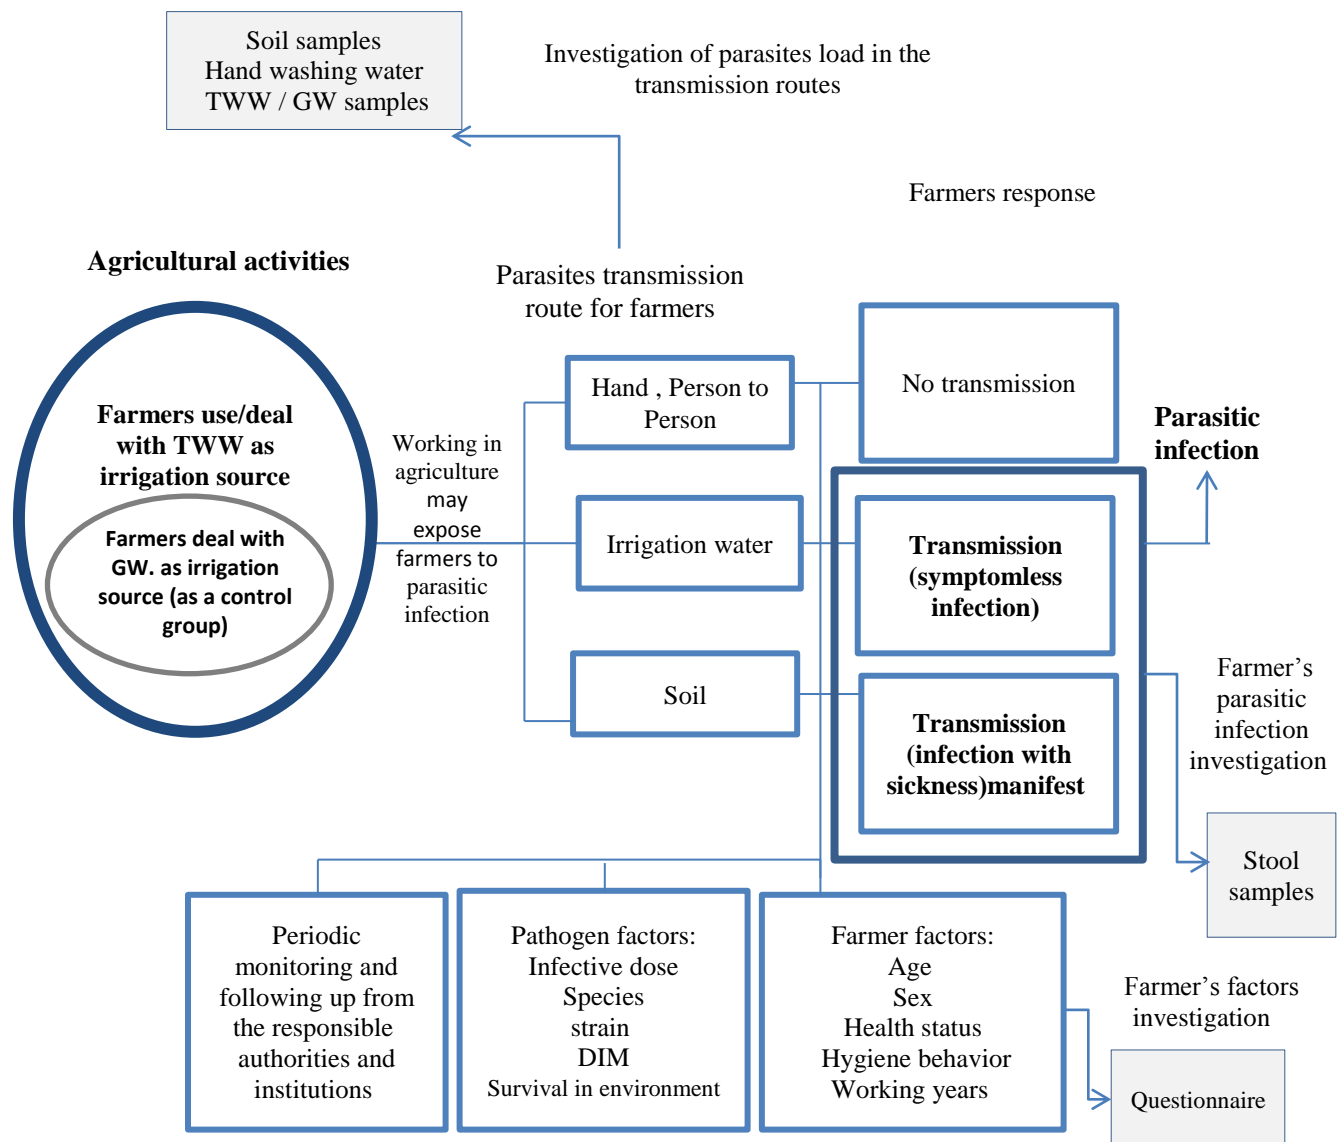 Soil samples
Hand washing water
TWW / GW samples
Investigation of parasites load in the
transmission routes
Farmers response
Agricultural activities
Parasites transmission
route for farmers
Farmers use/deal
with TWW as
irrigation source
Farmers deal with
GW. as irrigation
source (as a control
group)
Working in
agriculture
may
expose
farmers to
parasitic
infection
Hand , Person to
Person
Irrigation water
Soil
No transmission
Transmission
(symptomless
infection)
Transmission
(infection with
sickness)manifest
Parasitic
infection
Farmer’s
parasitic
infection
investigation
Stool
samples
Periodic
monitoring and
following up from
the responsible
authorities and
institutions
Pathogen factors:
Infective dose
Species
strain
DIM
Survival in environment
Farmer factors:
Age
Sex
Health status
Hygiene behavior
Working years
Farmer’s factors
investigation
Questionnaire